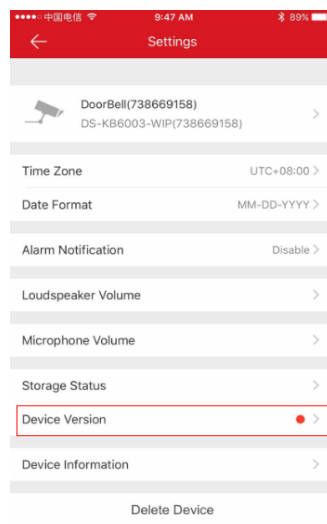 中国电信 9:47 AM 89%
Settings
DoorBell(738669158)
DS-KB6003-WIP(738669158)
Time Zone UTC+08:00
Date Format MM-DD-YYYY
Alarm Notification Disable
Loudspeaker Volume
Microphone Volume
Storage Status
Device Version
Device Information
Delete Device